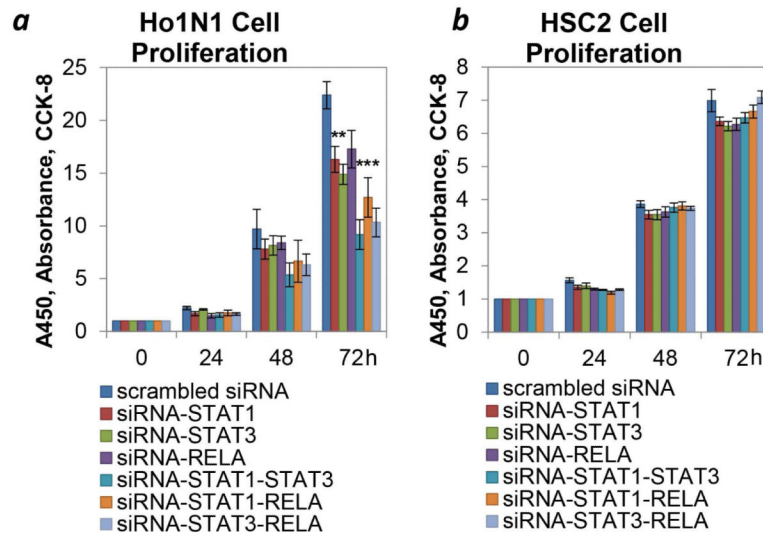 a
Ho1N1 Cell
Proliferation
A450, Absorbance, CCK-8
25
20
15
10
5
0
**
***
0 24 48 72h
scrambled siRNA
siRNA-STAT1
siRNA-STAT3
siRNA-RELA
siRNA-STAT1-STAT3
siRNA-STAT1-RELA
siRNA-STAT3-RELA
b
HSC2 Cell
Proliferation
A450, Absorbance, CCK-8
8
7
6
5
4
3
2
1
0
0 24 48 72h
scrambled siRNA
siRNA-STAT1
siRNA-STAT3
siRNA-RELA
siRNA-STAT1-STAT3
siRNA-STAT1-RELA
siRNA-STAT3-RELA